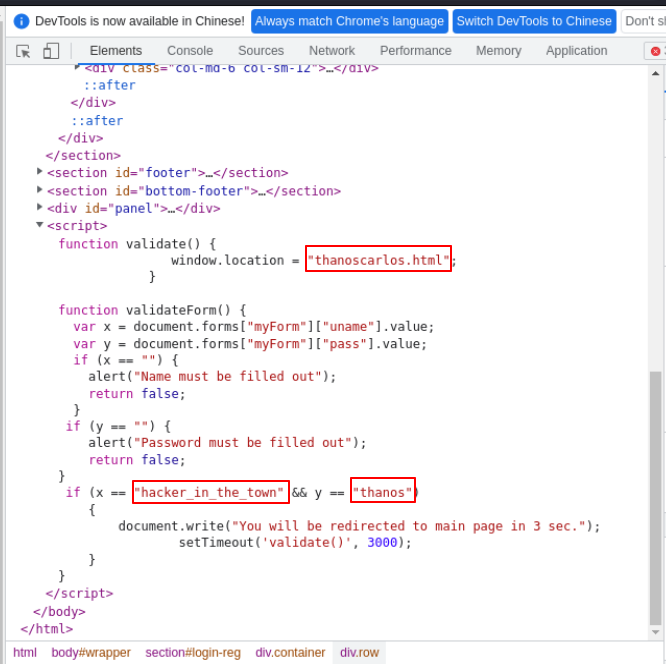 DevTools is now available in Chinese! Always match Chrome's language Switch DevTools to Chinese Don't
Elements Console Sources Network Performance Memory Application
<div class="col-md-6 col-sm-12">…</div>
::after
</div>
::after
</div>
</section>
<section id="footer">…</section>
<section id="bottom-footer">…</section>
<div id="panel">…</div>
<script>
function validate() {
window.location = "thanoscarlos.html";
}
function validateForm() {
var x = document.forms["myForm"]["uname"].value;
var y = document.forms["myForm"]["pass"].value;
if (x == "") {
alert("Name must be filled out");
return false;
}
if (y == "") {
alert("Password must be filled out");
return false;
}
if (x == "hacker_in_the_town" && y == "thanos")
{
document.write("You will be redirected to main page in 3 sec.");
setTimeout('validate()', 3000);
}
}
</script>
</body>
</html>
html body#wrapper section#login-reg div.container div.row